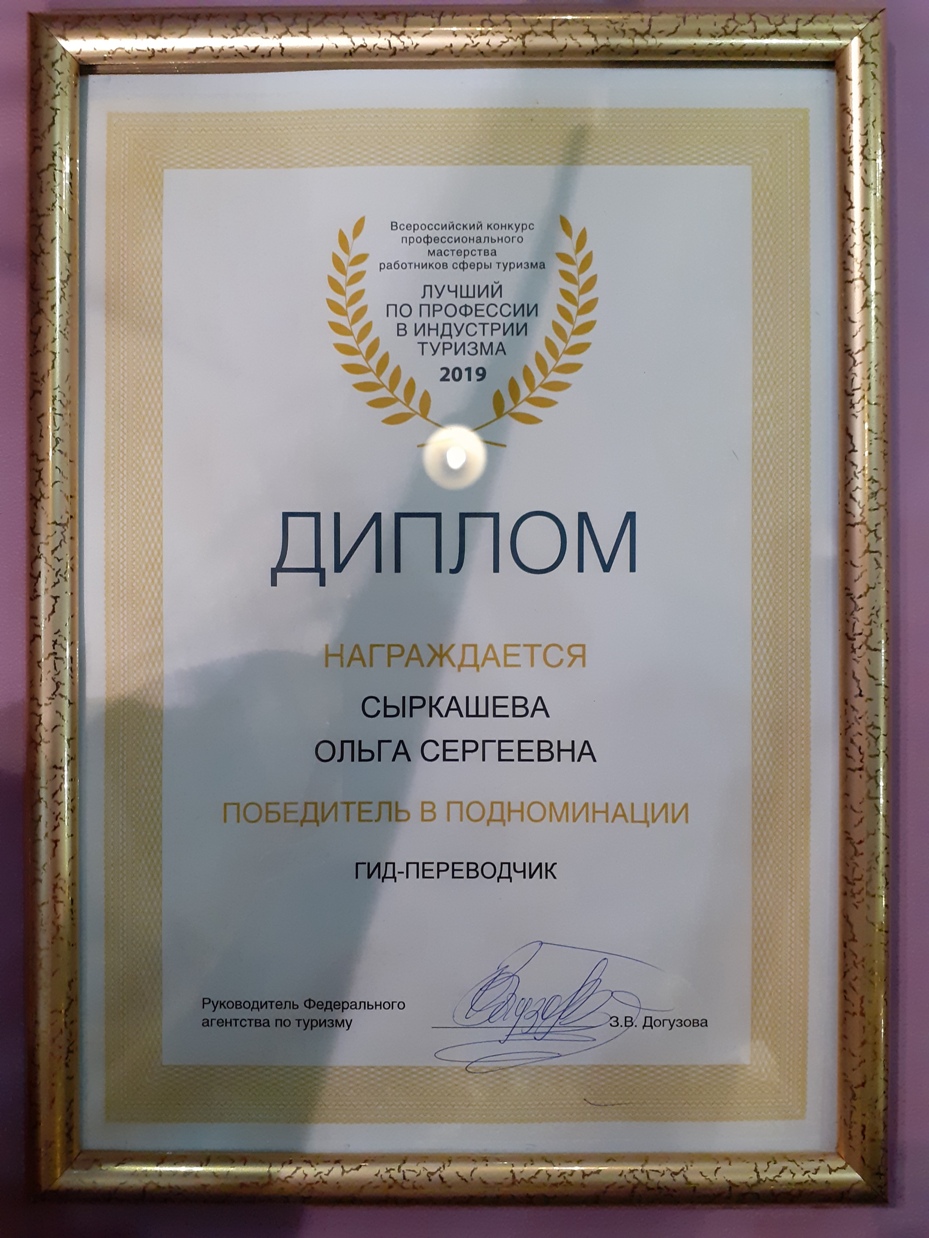 Всероссийский конкурс
профессионального
мастерства
работников сферы туризма
ЛУЧШИЙ
ПО ПРОФЕССИИ
В ИНДУСТРИИ
ТУРИЗМА
2019
ДИПЛОМ
НАГРАЖДАЕТСЯ
СЫРКАШЕВА
ОЛЬГА СЕРГЕЕВНА
ПОБЕДИТЕЛЬ В ПОДНОМИНАЦИИ
ГИД-ПЕРЕВОДЧИК
Руководитель Федерального
агентства по туризму
З.В. Догузова